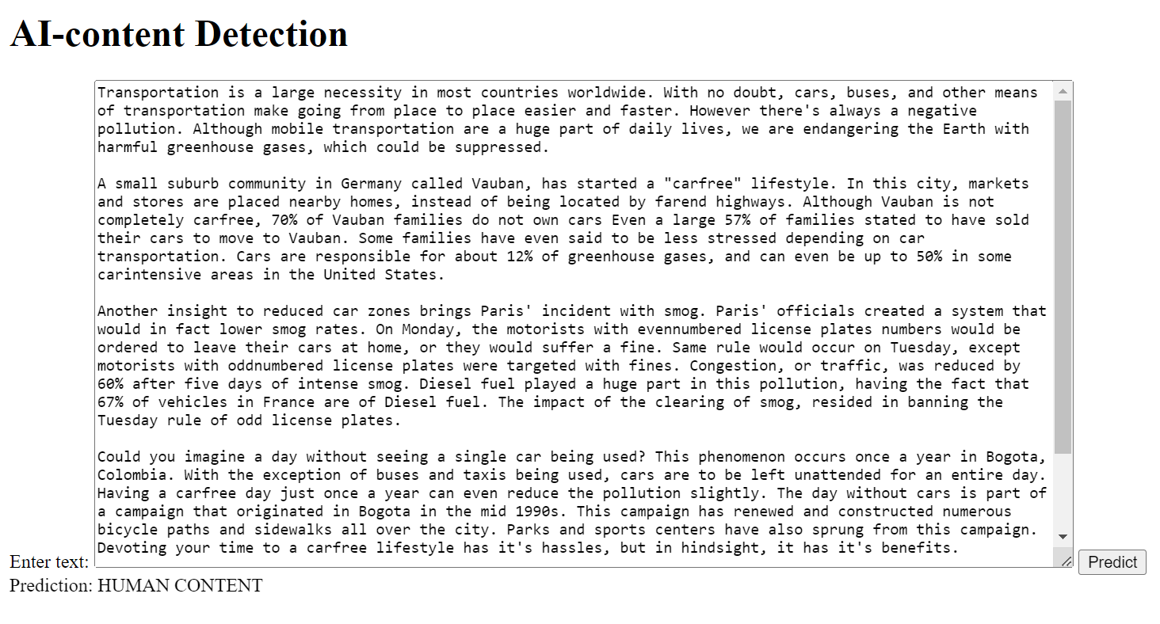 AI-content Detection
Transportation is a large necessity in most countries worldwide. With no doubt, cars, buses, and other means
of transportation make going from place to place easier and faster. However there's always a negative
pollution. Although mobile transportation are a huge part of daily lives, we are endangering the Earth with
harmful greenhouse gases, which could be suppressed.
A small suburb community in Germany called Vauban, has started a "carfree" lifestyle. In this city, markets
and stores are placed nearby homes, instead of being located by farend highways. Although Vauban is not
completely carfree, 70% of Vauban families do not own cars Even a large 57% of families stated to have sold
their cars to move to Vauban. Some families have even said to be less stressed depending on car
transportation. Cars are responsible for about 12% of greenhouse gases, and can even be up to 50% in some
carintensive areas in the United States.
Another insight to reduced car zones brings Paris' incident with smog. Paris' officials created a system that
would in fact lower smog rates. On Monday, the motorists with evennumbered license plates numbers would be
ordered to leave their cars at home, or they would suffer a fine. Same rule would occur on Tuesday, except
motorists with oddnumbered license plates were targeted with fines. Congestion, or traffic, was reduced by
60% after five days of intense smog. Diesel fuel played a huge part in this pollution, having the fact that
67% of vehicles in France are of Diesel fuel. The impact of the clearing of smog, resided in banning the
Tuesday rule of odd license plates.
Could you imagine a day without seeing a single car being used? This phenomenon occurs once a year in Bogota,
Colombia. With the exception of buses and taxis being used, cars are to be left unattended for an entire day.
Having a carfree day just once a year can even reduce the pollution slightly. The day without cars is part of
a campaign that originated in Bogota in the mid 1990s. This campaign has renewed and constructed numerous
bicycle paths and sidewalks all over the city. Parks and sports centers have also sprung from this campaign.
Devoting your time to a carfree lifestyle has it's hassles, but in hindsight, it has it's benefits.
Enter text:
Predict
Prediction: HUMAN CONTENT